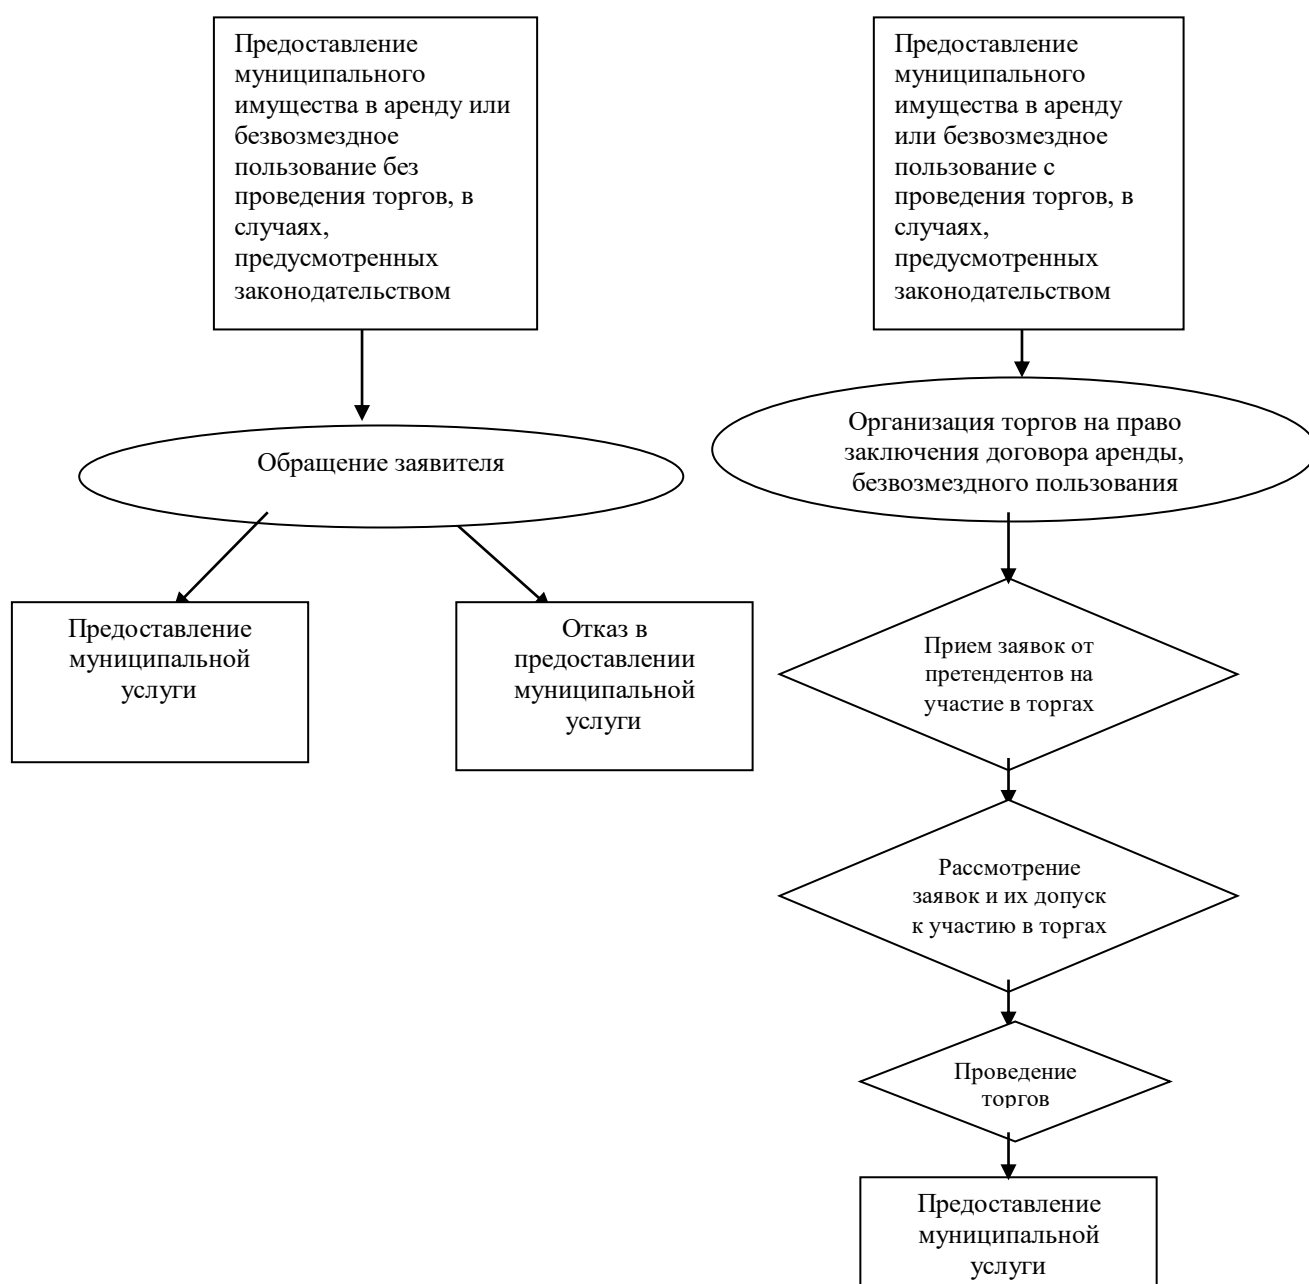 Предоставление
муниципального
имущества в аренду или
безвозмездное
пользование без
проведения торгов, в
случаях,
предусмотренных
законодательством
Предоставление
муниципального
имущества в аренду
или безвозмездное
пользование с
проведения торгов, в
случаях,
предусмотренных
законодательством
Обращение заявителя
Организация торгов на право
заключения договора аренды,
безвозмездного пользования
Предоставление
муниципальной
услуги
Отказ в
предоставлении
муниципальной
услуги
Прием заявок от
претендентов на
участие в торгах
Рассмотрение
заявок и их допуск
к участию в торгах
Проведение
торгов
Предоставление
муниципальной
услуги